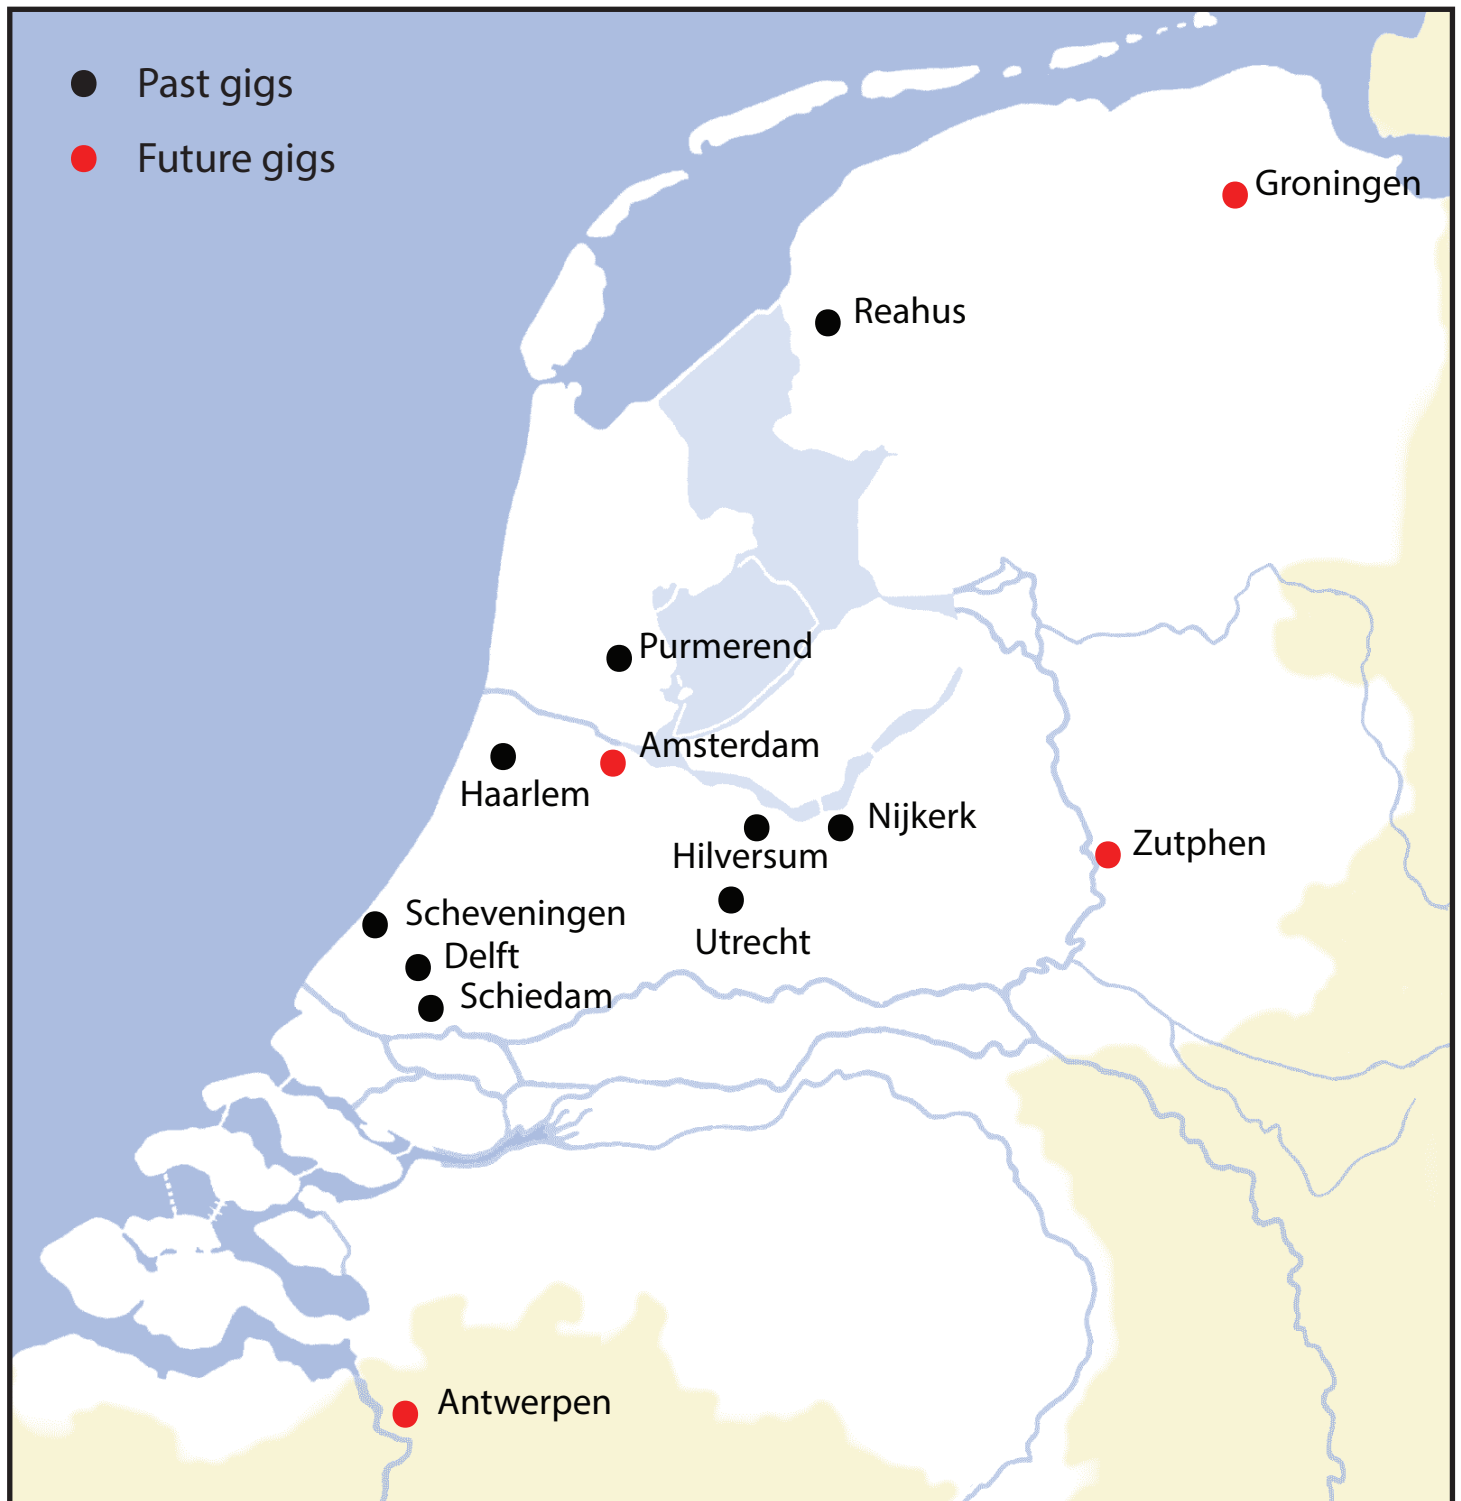 Past gigs
Future gigs
Groningen
Reahus
Purmerend
Amsterdam
Haarlem
Nijkerk
Hilversum
Zutphen
Scheveningen
Utrecht
Delft
Schiedam
Antwerpen